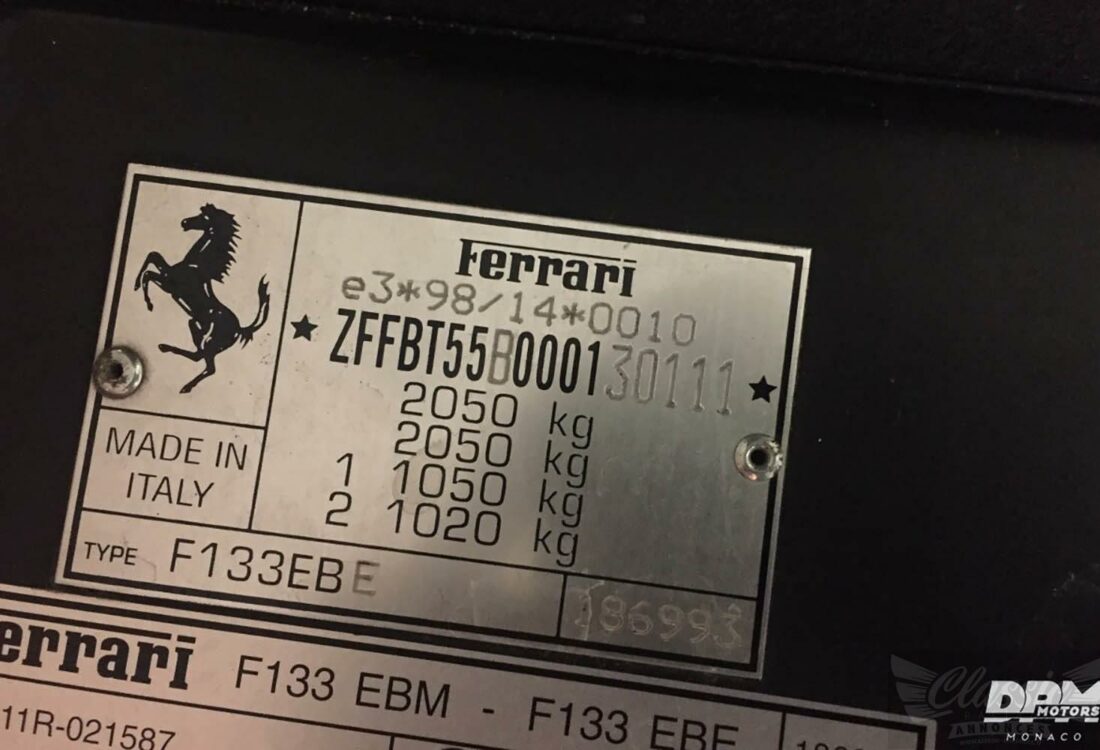 Ferrari
e3*98/14*0010
★ ZFFBT55B000130111 ★
2050 kg
2050 kg
1 1050 kg
2 1020 kg
MADE IN
ITALY
TYPE F133EBE
186993
errari F133 EBM - F133 EBE
11R-021587
DPM
MOTORS
MONACO